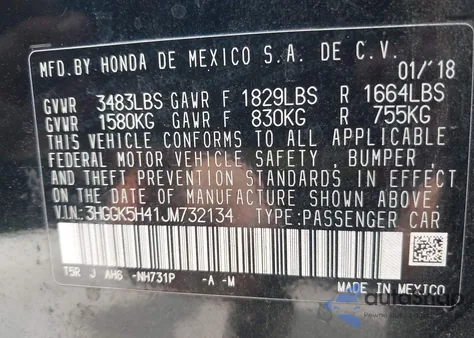 MFD.BY HONDA DE MEXICO S.A. DE C.V.
01/'18
GVWR 3483LBS GAWR F 1829LBS R 1664LBS
GVWR 1580KG GAWR F 830KG R 755KG
THIS VEHICLE CONFORMS TO ALL APPLICABLE
FEDERAL MOTOR VEHICLE SAFETY , BUMPER ,
AND THEFT PREVENTION STANDARDS IN EFFECT
ON THE DATE OF MANUFACTURE SHOWN ABOVE.
V.I.N.:3HGGK5H41JM732134 TYPE:PASSENGER CAR
T5R J AH6 -NH731P -A -M
MADE IN MEXICO